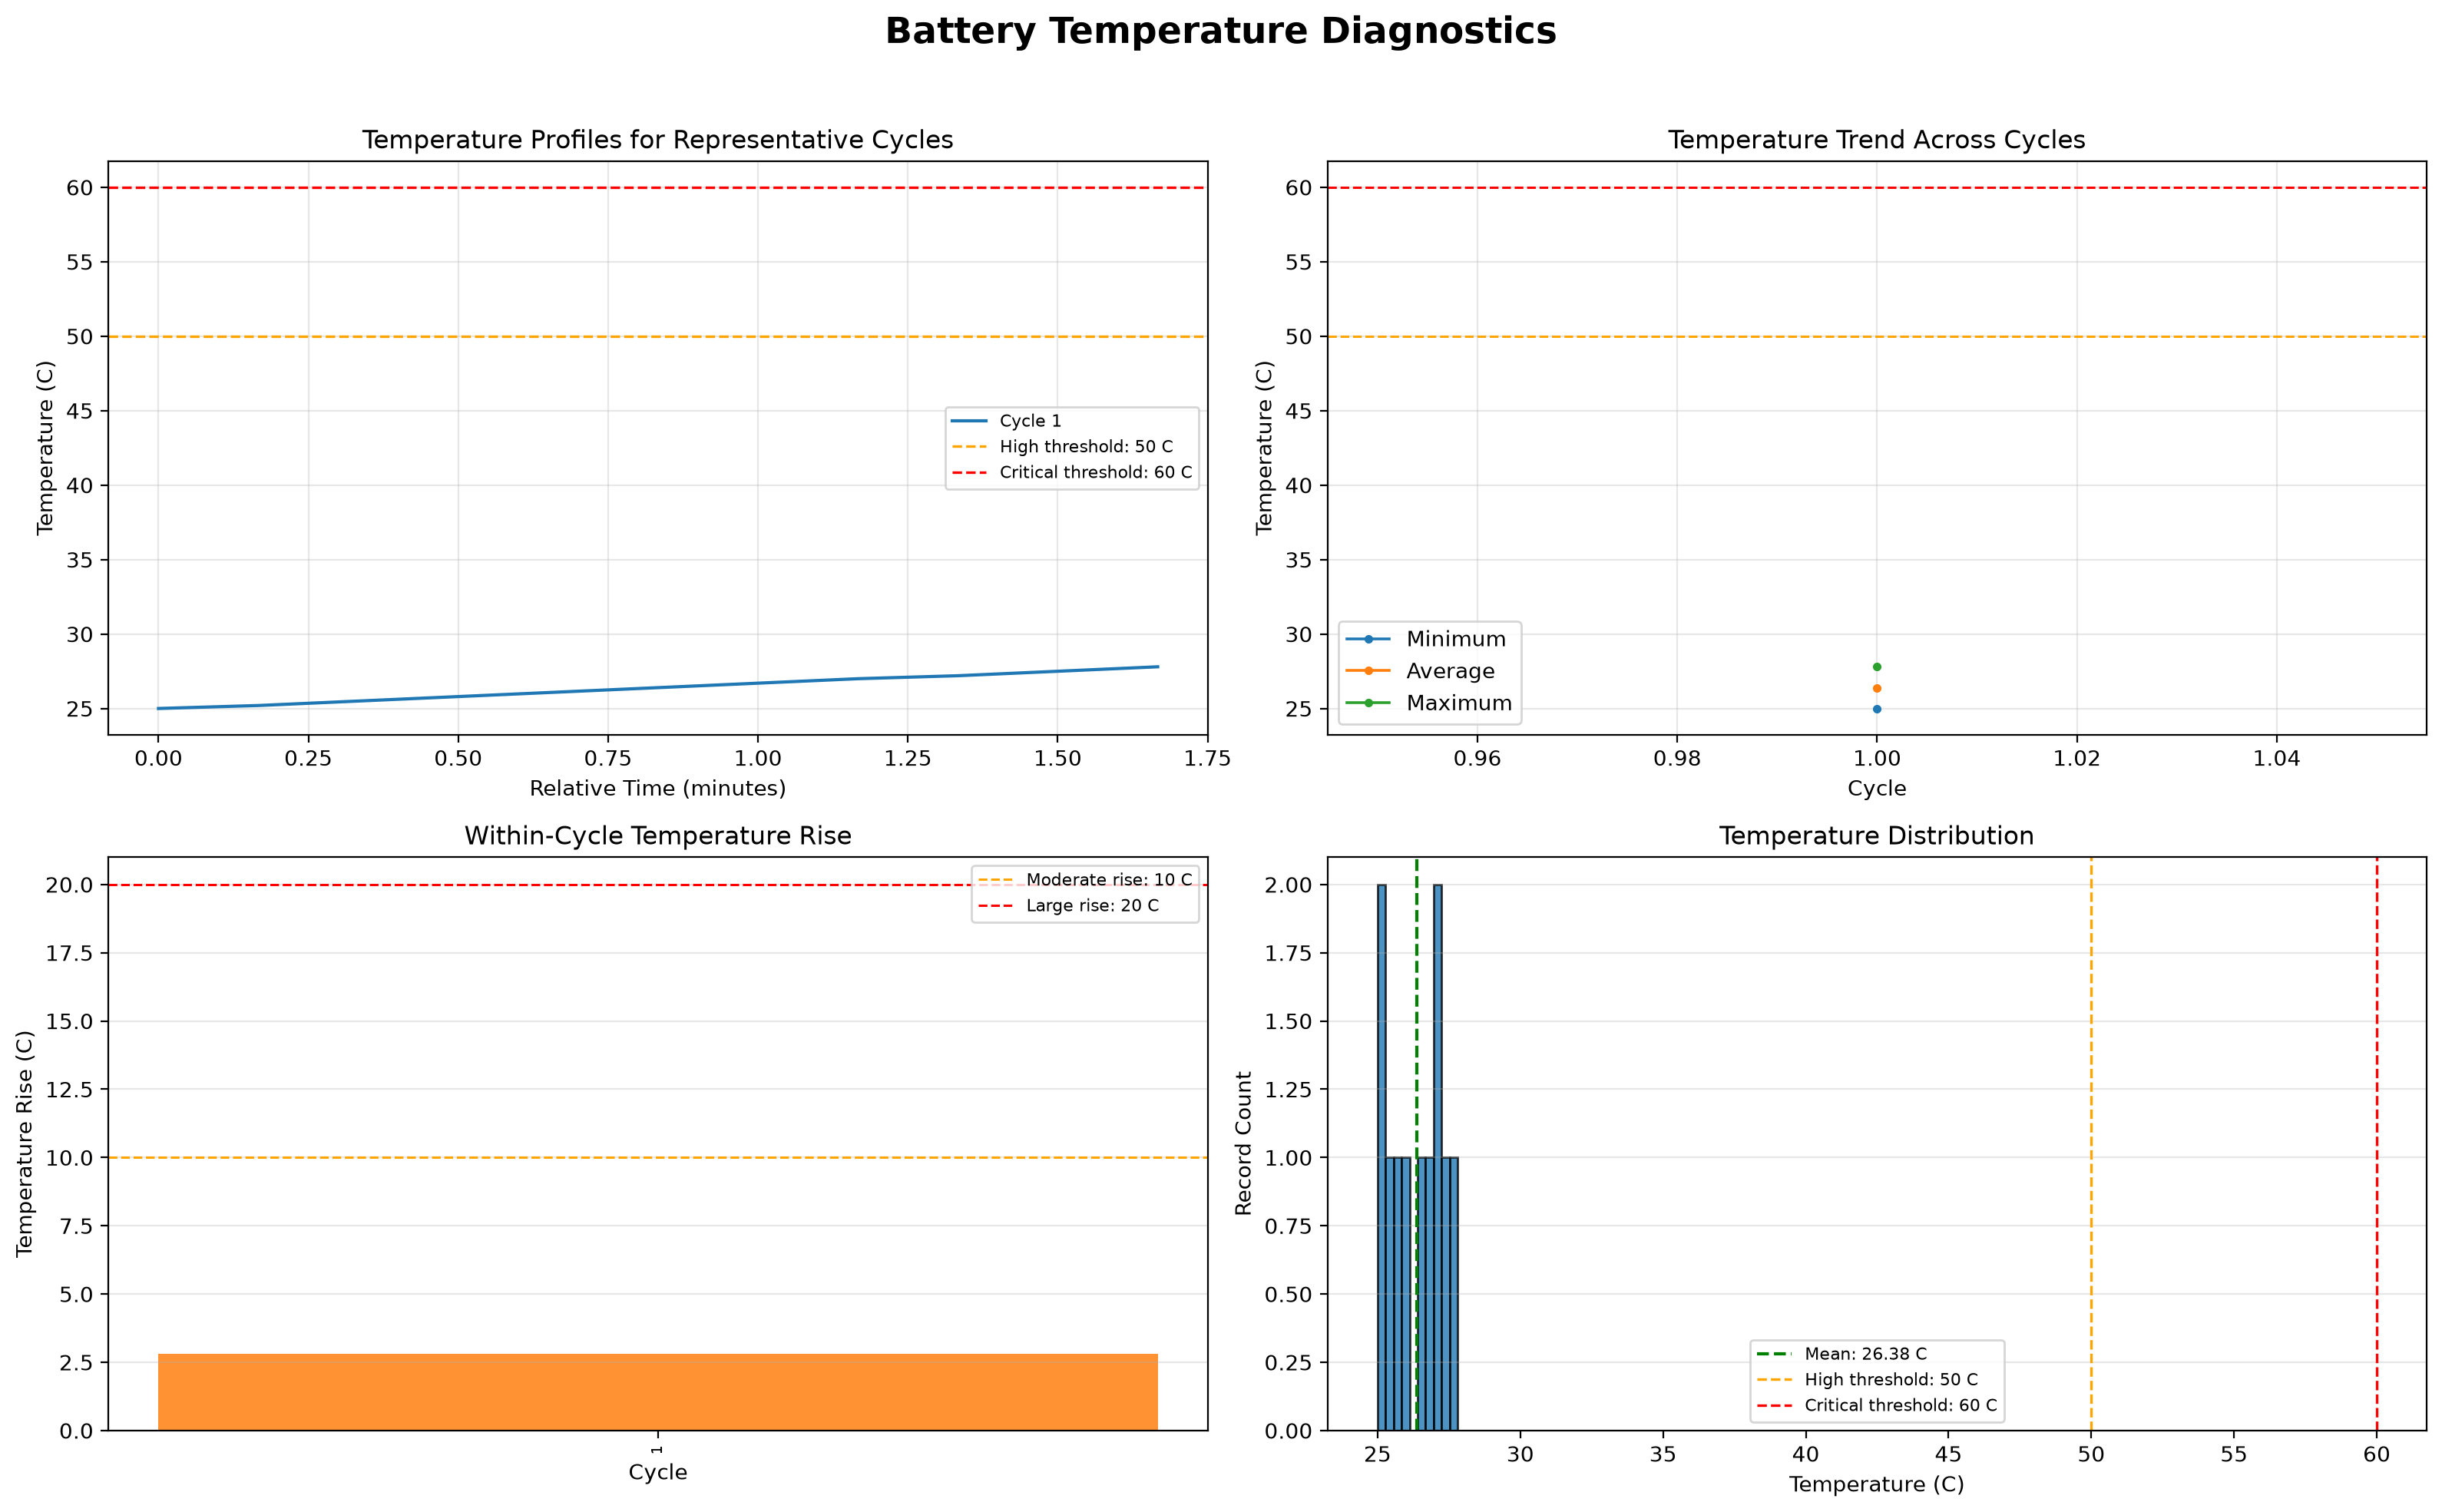 Battery Temperature Diagnostics
Temperature Profiles for Representative Cycles
Temperature (C)
60
55
50
45
40
35
30
25
Cycle 1
High threshold: 50 C
Critical threshold: 60 C
0.00 0.25 0.50 0.75 1.00 1.25 1.50 1.75
Relative Time (minutes)
Temperature Trend Across Cycles
Temperature (C)
60
55
50
45
40
35
30
25
Minimum
Average
Maximum
0.96 0.98 1.00 1.02 1.04
Cycle
Within-Cycle Temperature Rise
Temperature Rise (C)
20.0
17.5
15.0
12.5
10.0
7.5
5.0
2.5
0.0
Moderate rise: 10 C
Large rise: 20 C
1
Cycle
Temperature Distribution
Record Count
2.00
1.75
1.50
1.25
1.00
0.75
0.50
0.25
0.00
Mean: 26.38 C
High threshold: 50 C
Critical threshold: 60 C
25 30 35 40 45 50 55 60
Temperature (C)